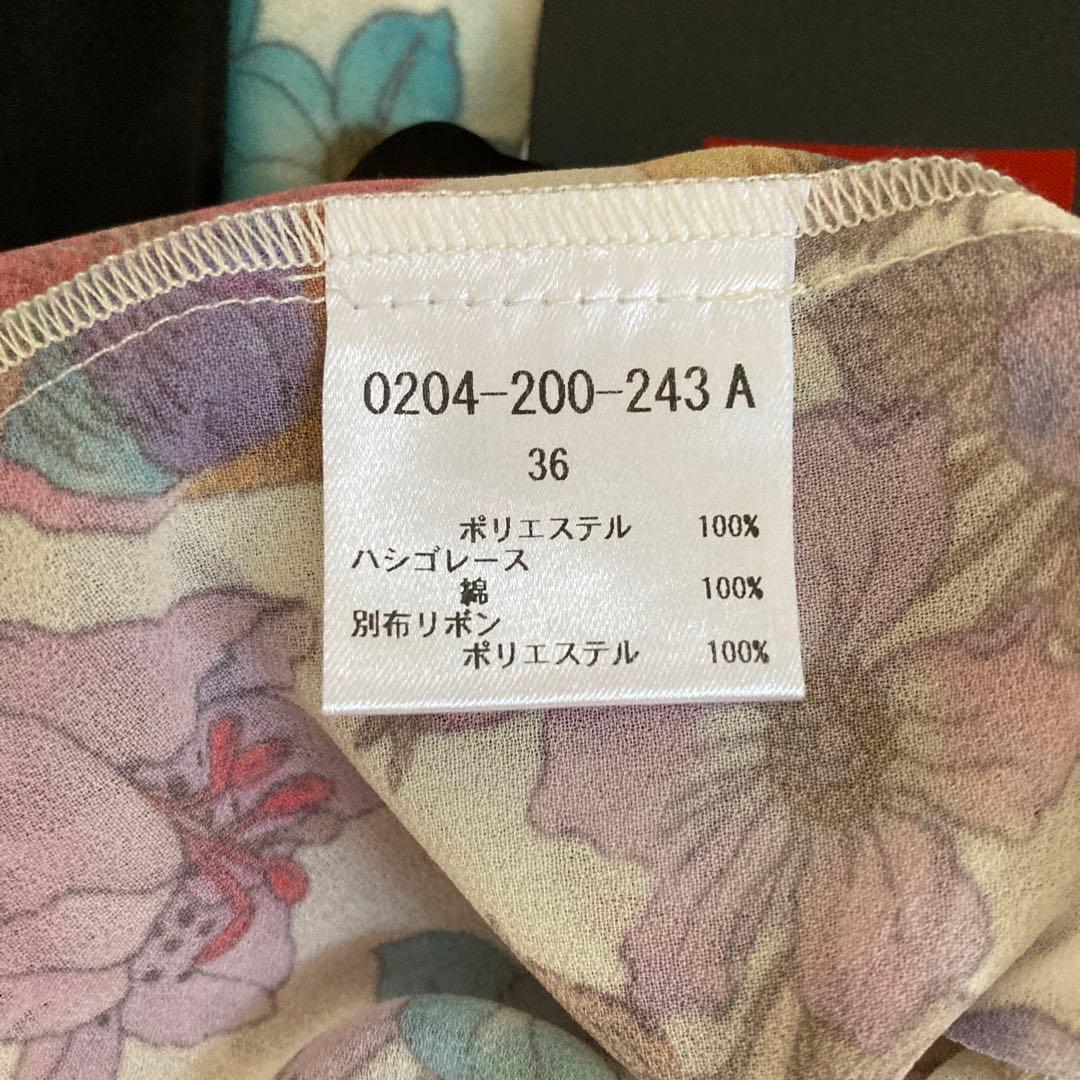 0204-200-243 A
36
ポリエステル 100%
ハシゴレース
綿 100%
別布リボン
ポリエステル 100%